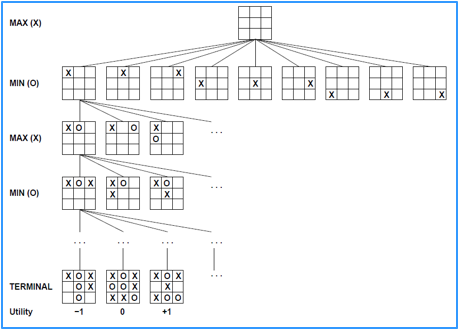 MAX (X)
X X X
MIN (O) X X X
X X X
X O X O X
MAX (X) O ...
X O X X O X O
MIN (O) X X ...
... ... ...
X O X X O X X O X ...
TERMINAL O X O O X X
O X X O X O O
Utility −1 0 +1